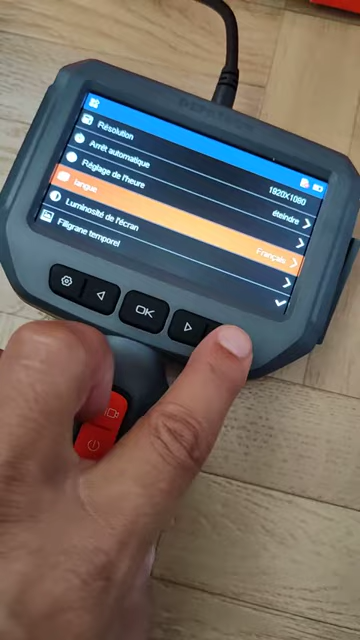 Résolution 1920X1080
Arrêt automatique éteindre
Réglage de l'heure
langue Français
Luminosité de l'écran
Filigrane temporel
OK